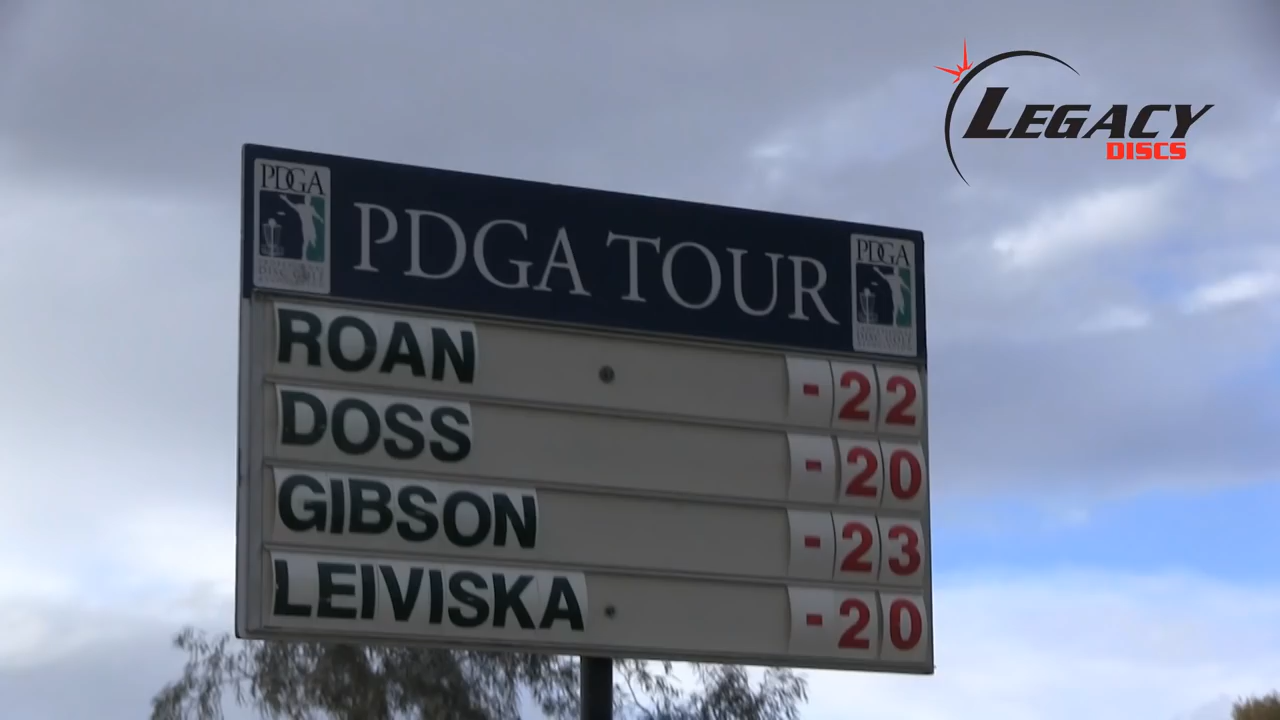 LEGACY
DISCS
PDGA
PDGA TOUR
PDGA
ROAN - 22
DOSS - 20
GIBSON - 23
LEIVISKA - 20